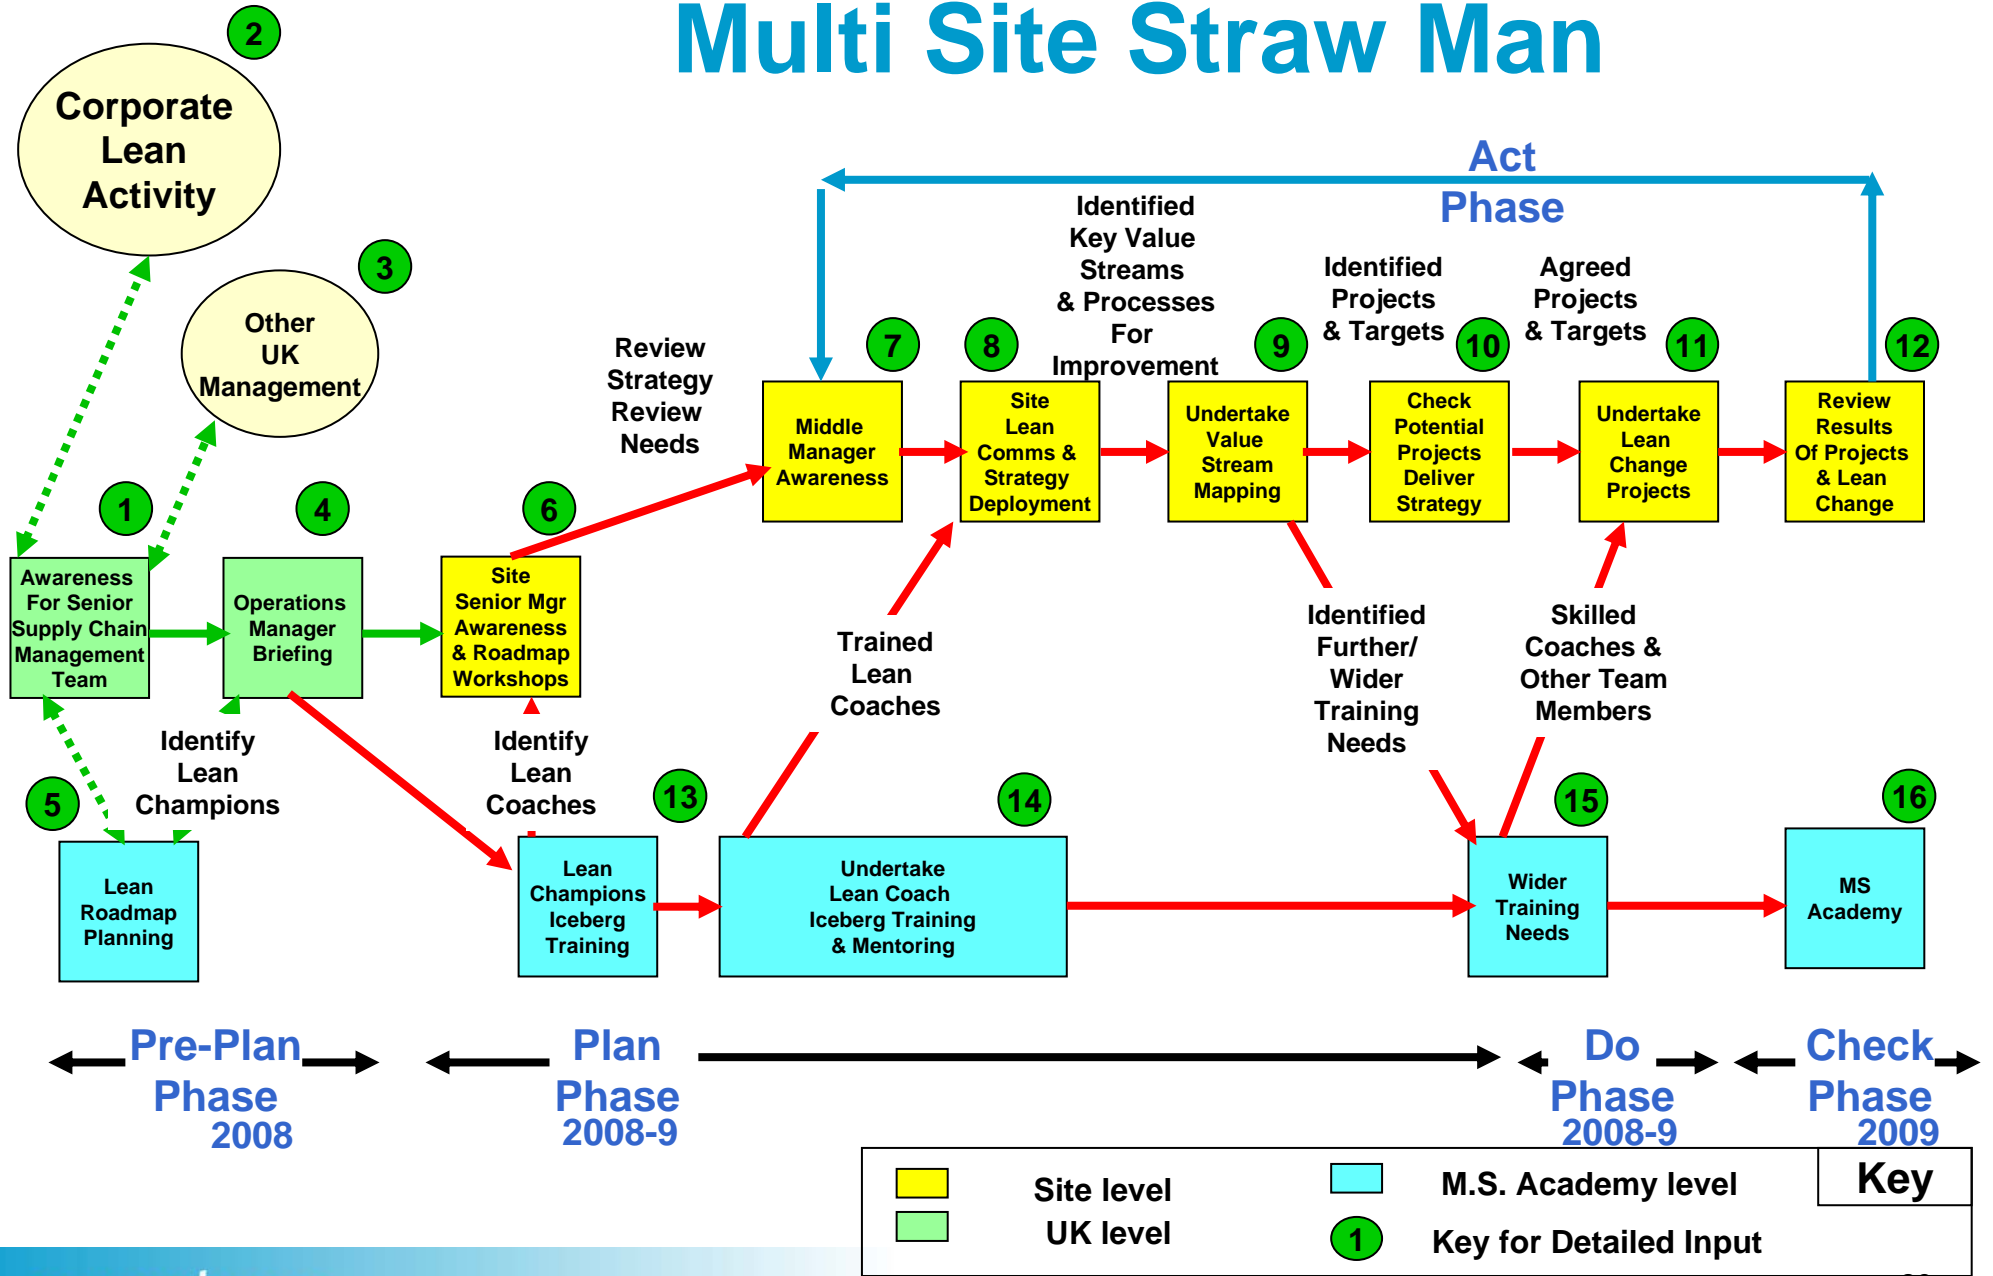 Multi Site Straw Man
2
Corporate
Lean
Activity
3
Other
UK
Management
Act
Phase
Identified
Key Value
Streams
& Processes
For
Improvement
Identified
Projects
& Targets
Agreed
Projects
& Targets
Review
Strategy
Review
Needs
7
8
9
10
11
12
Middle
Manager
Awareness
Site
Lean
Comms &
Strategy
Deployment
Undertake
Value
Stream
Mapping
Check
Potential
Projects
Deliver
Strategy
Undertake
Lean
Change
Projects
Review
Results
Of Projects
& Lean
Change
1
4
6
Awareness
For Senior
Supply Chain
Management
Team
Operations
Manager
Briefing
Site
Senior Mgr
Awareness
& Roadmap
Workshops
Trained
Lean
Coaches
Identified
Further/
Wider
Training
Needs
Skilled
Coaches &
Other Team
Members
Identify
Lean
Champions
Identify
Lean
Coaches
5
13
14
15
16
Lean
Roadmap
Planning
Lean
Champions
Iceberg
Training
Undertake
Lean Coach
Iceberg Training
& Mentoring
Wider
Training
Needs
MS
Academy
Pre-Plan
Phase
2008
Plan
Phase
2008-9
Do
Phase
2008-9
Check
Phase
2009
Key
Site level
M.S. Academy level
UK level
1
Key for Detailed Input